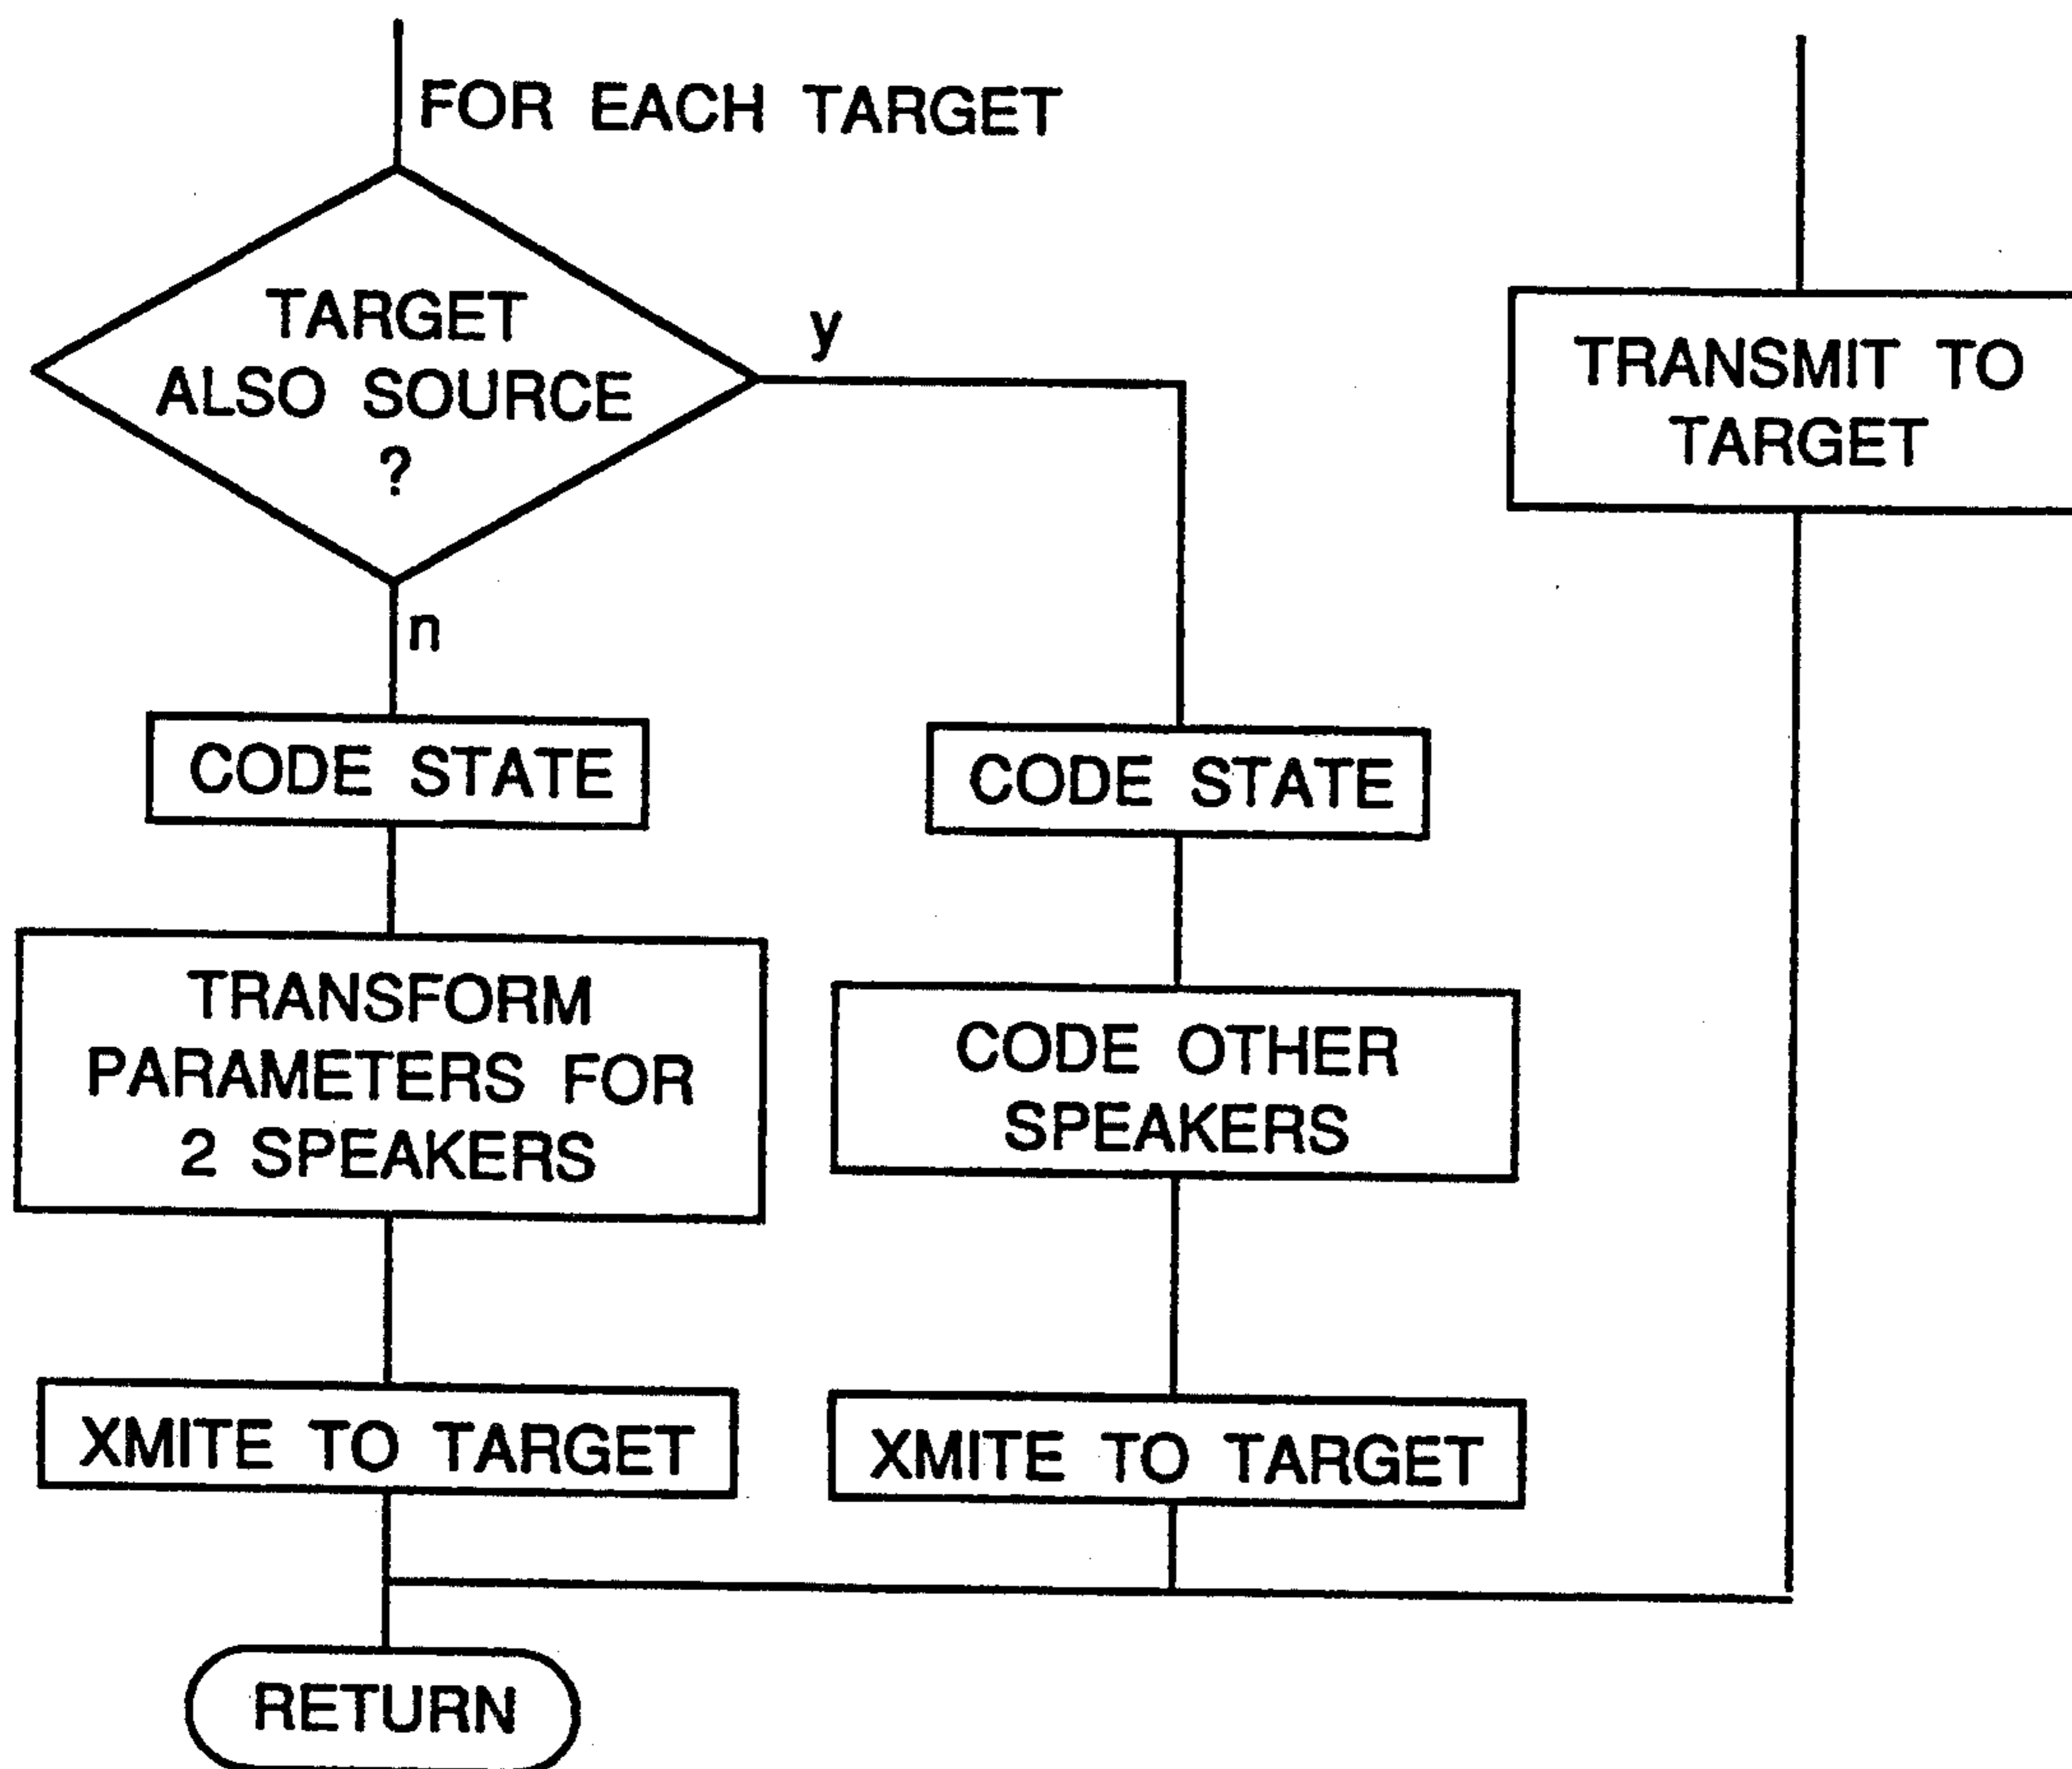 FOR EACH TARGET
TARGET
ALSO SOURCE
?
y
n
TRANSMIT TO
TARGET
CODE STATE
CODE STATE
TRANSFORM
PARAMETERS FOR
2 SPEAKERS
CODE OTHER
SPEAKERS
XMITE TO TARGET
XMITE TO TARGET
RETURN